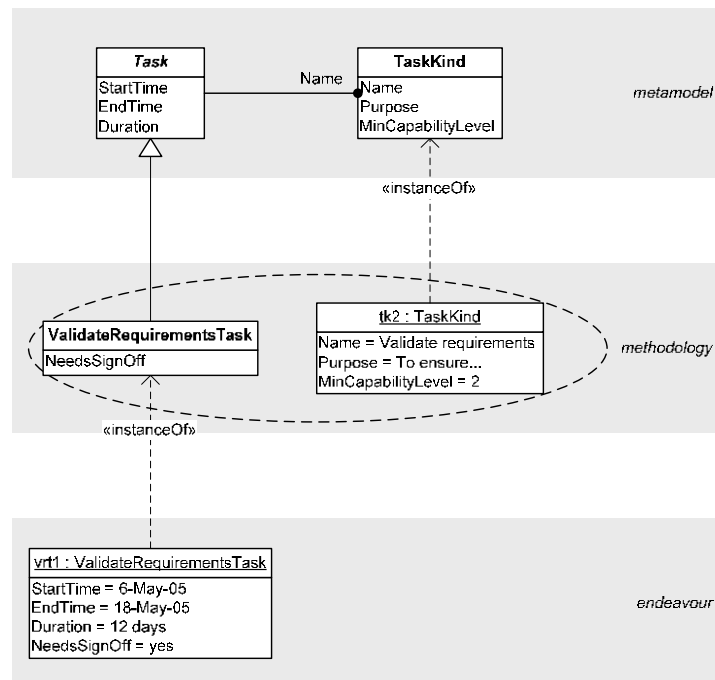 Task
StartTime
EndTime
Duration
Name
TaskKind
Name
Purpose
MinCapabilityLevel
metamodel
«instanceOf»
ValidateRequirementsTask
NeedsSignOff
tk2 : TaskKind
Name = Validate requirements
Purpose = To ensure...
MinCapabilityLevel = 2
methodology
«instanceOf»
vrt1 : ValidateRequirementsTask
StartTime = 6-May-05
EndTime = 18-May-05
Duration = 12 days
NeedsSignOff = yes
endeavour